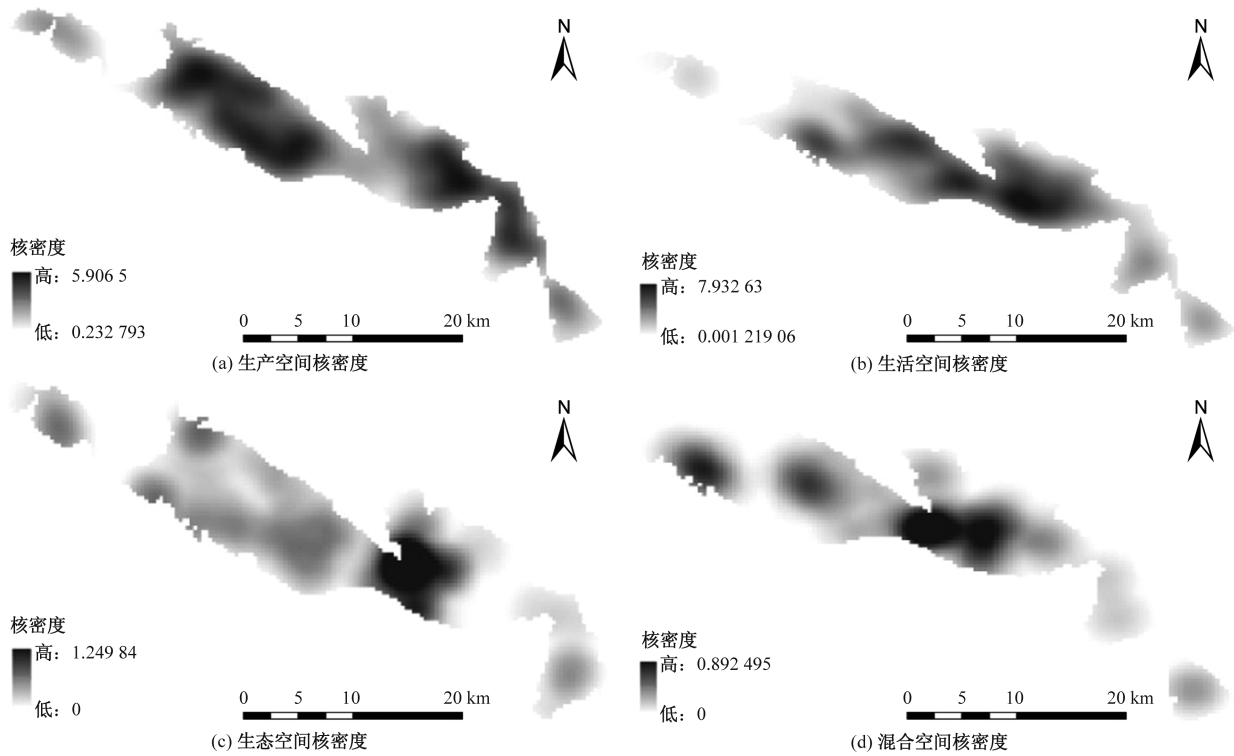 N
核密度
高：5.906 5
低：0.232 793
0 5 10 20 km
(a) 生产空间核密度
N
核密度
高：7.932 63
低：0.001 219 06
0 5 10 20 km
(b) 生活空间核密度
N
核密度
高：1.249 84
低：0
0 5 10 20 km
(c) 生态空间核密度
N
核密度
高：0.892 495
低：0
0 5 10 20 km
(d) 混合空间核密度